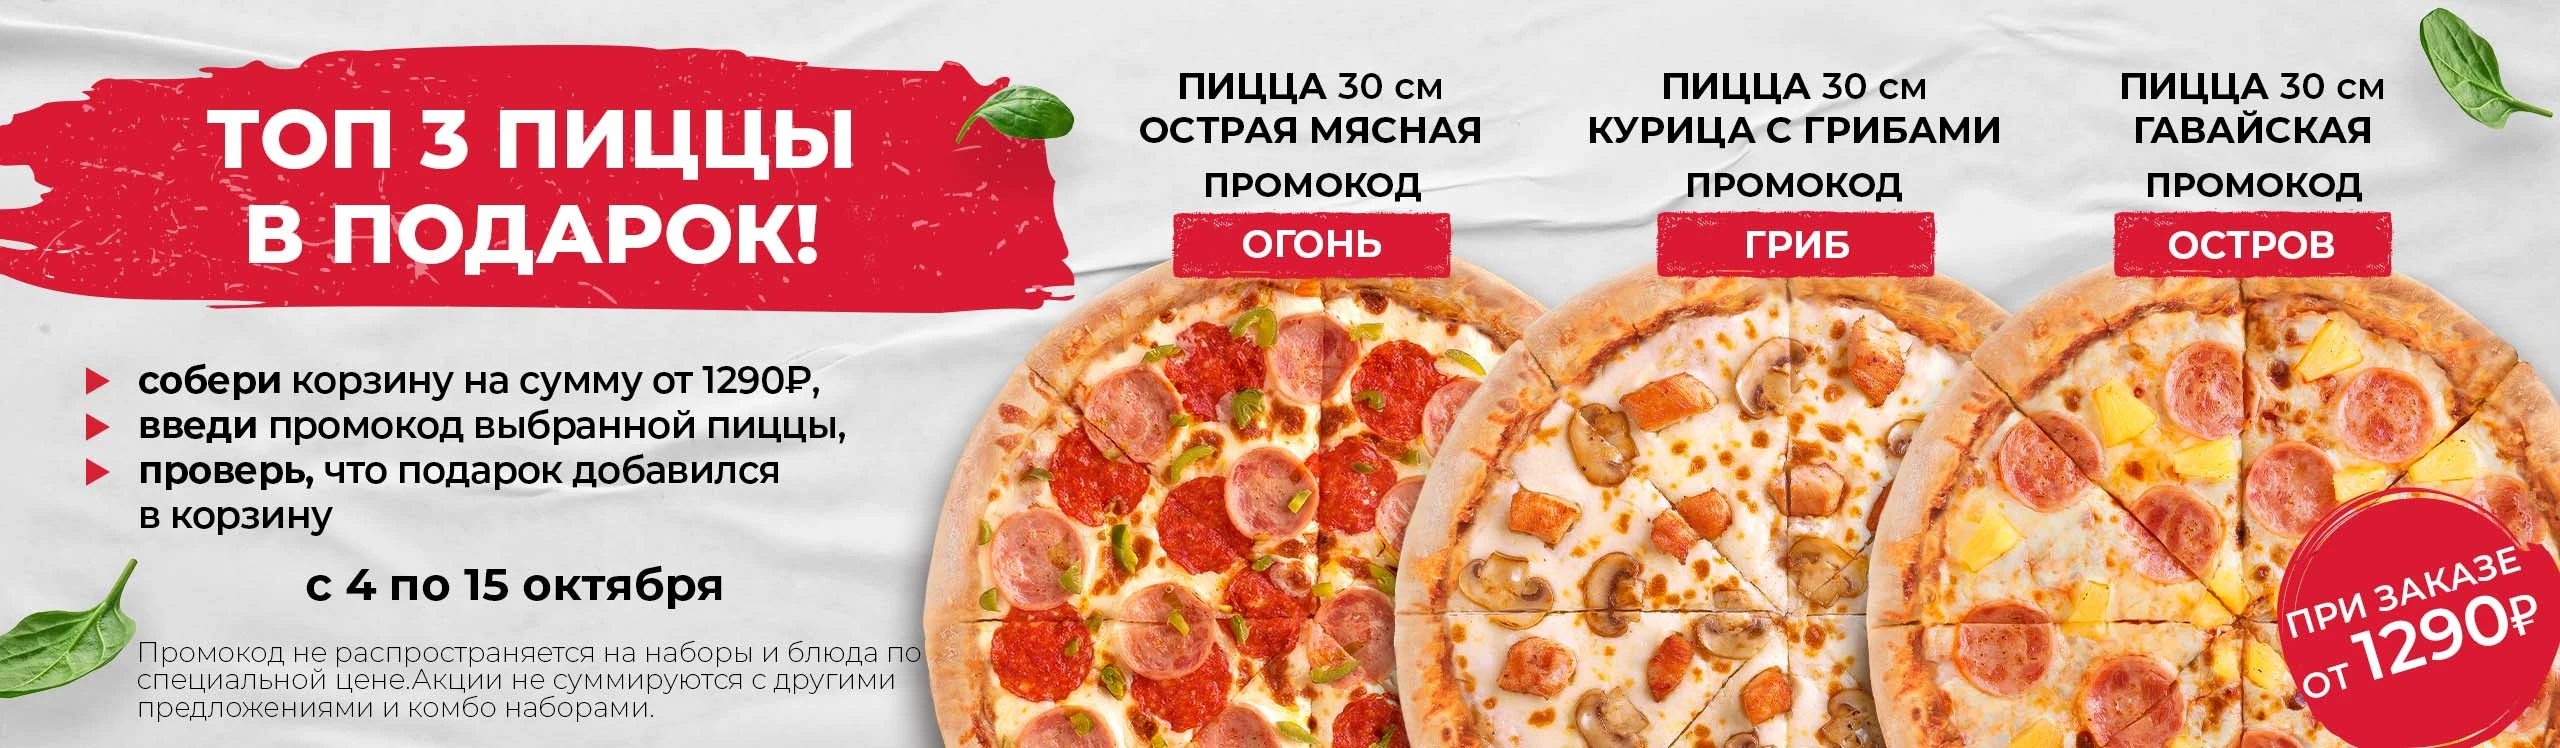 ТОП 3 ПИЦЦЫ
В ПОДАРОК!
собери корзину на сумму от 1290₽,
введи промокод выбранной пиццы,
проверь, что подарок добавился
в корзину
с 4 по 15 октября
Промокод не распространяется на наборы и блюда по
специальной цене.Акции не суммируются с другими
предложениями и комбо наборами.
ПИЦЦА 30 см
ОСТРАЯ МЯСНАЯ
ПРОМОКОД
ОГОНЬ
ПИЦЦА 30 см
КУРИЦА С ГРИБАМИ
ПРОМОКОД
ГРИБ
ПИЦЦА 30 см
ГАВАЙСКАЯ
ПРОМОКОД
ОСТРОВ
ПРИ ЗАКАЗЕ
ОТ 1290₽